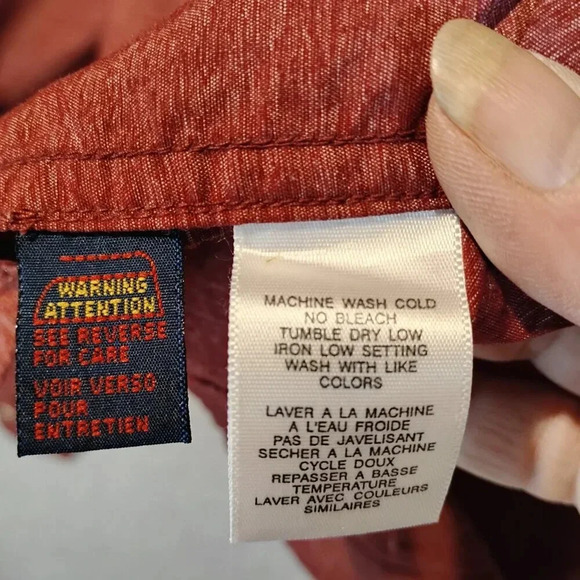 WARNING
ATTENTION
SEE REVERSE
FOR CARE
VOIR VERSO
POUR
ENTRETIEN
MACHINE WASH COLD
NO BLEACH
TUMBLE DRY LOW
IRON LOW SETTING
WASH WITH LIKE
COLORS
LAVER A LA MACHINE
A L'EAU FROIDE
PAS DE JAVELISANT
SECHER A LA MACHINE
CYCLE DOUX
REPASSER A BASSE
TEMPERATURE
LAVER AVEC COULEURS
SIMILAIRES